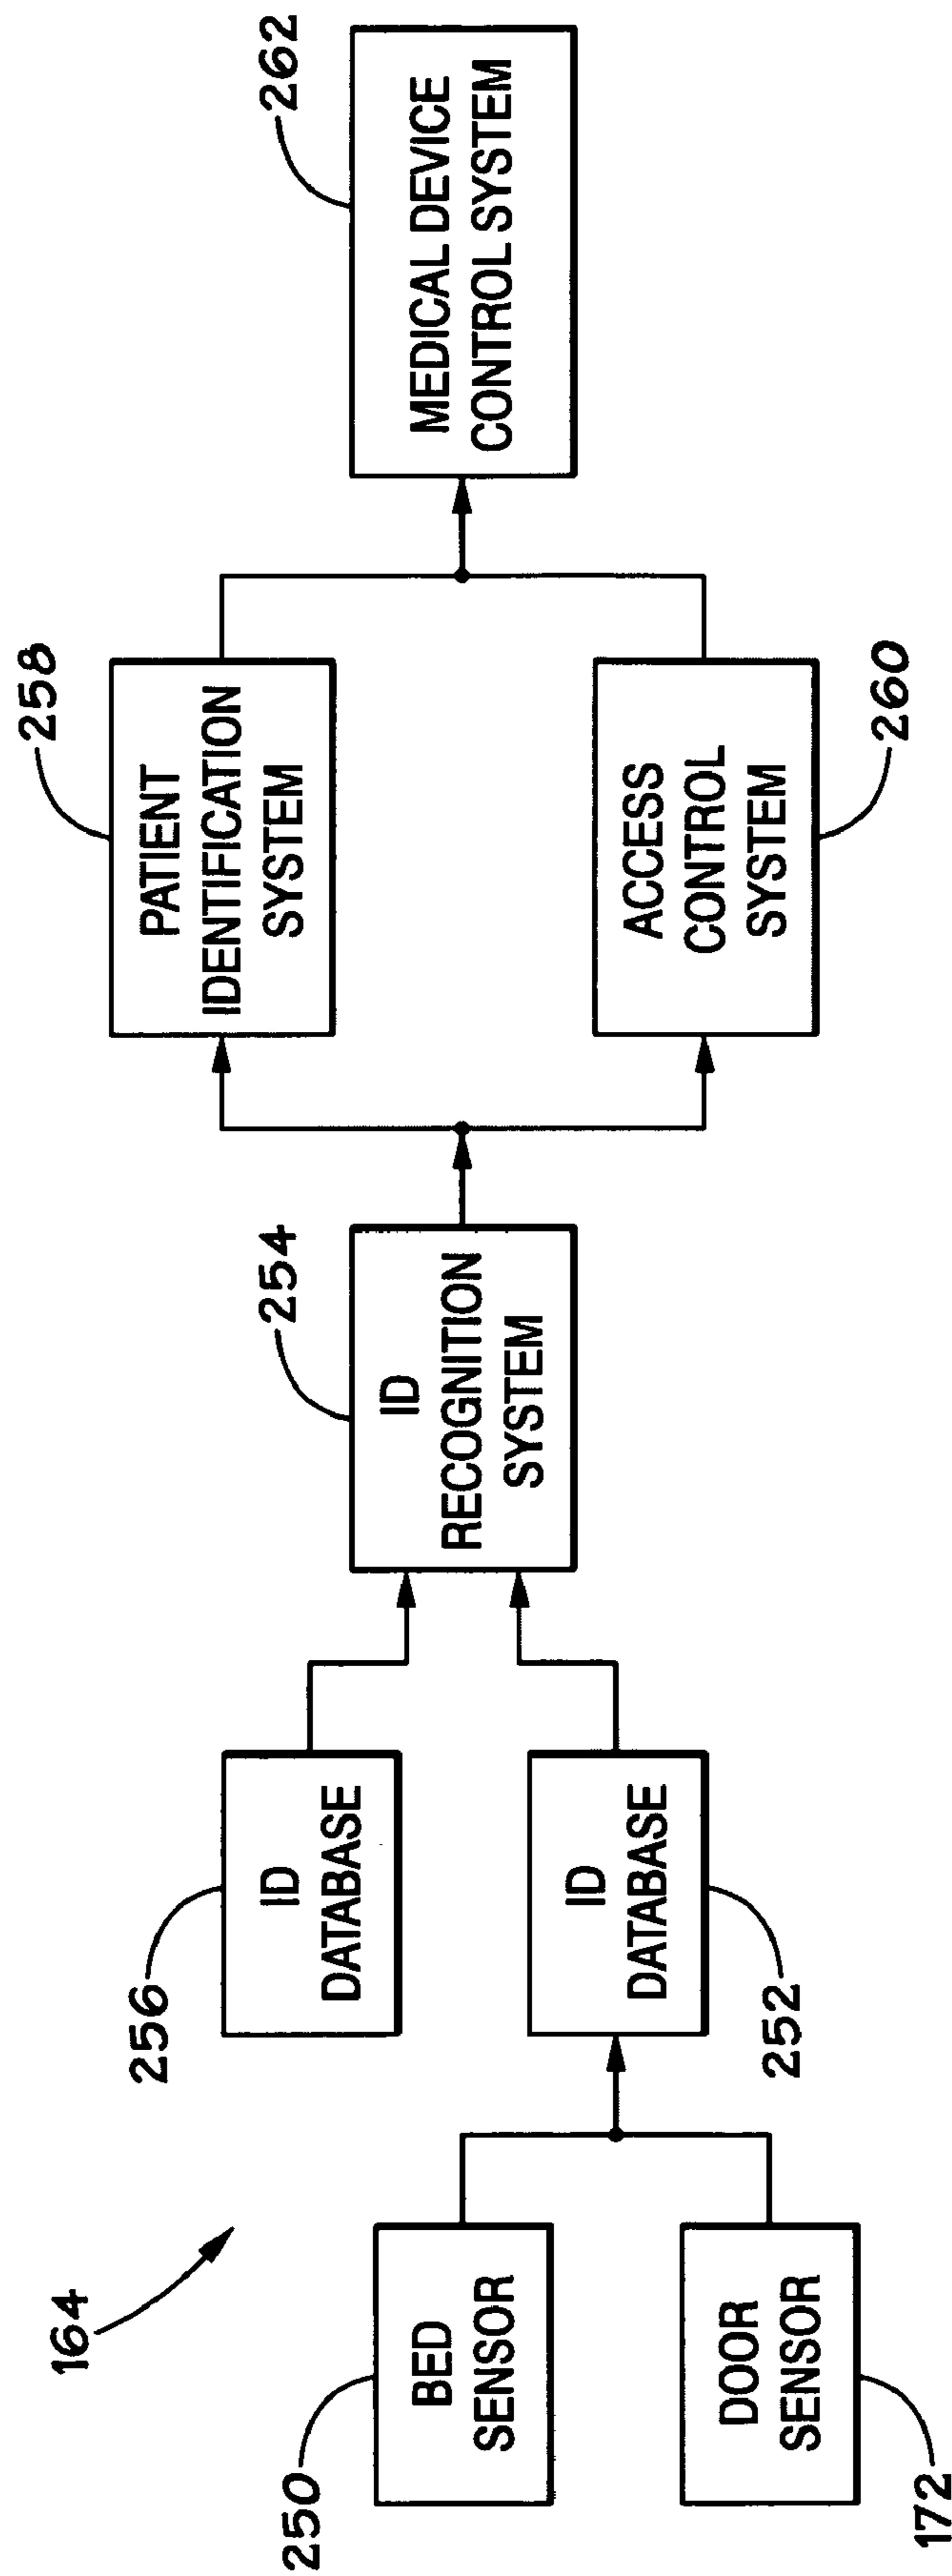 164
250
BED
SENSOR
DOOR
SENSOR
172
256
ID
DATABASE
ID
DATABASE
252
254
ID
RECOGNITION
SYSTEM
258
PATIENT
IDENTIFICATION
SYSTEM
ACCESS
CONTROL
SYSTEM
260
262
MEDICAL DEVICE
CONTROL SYSTEM